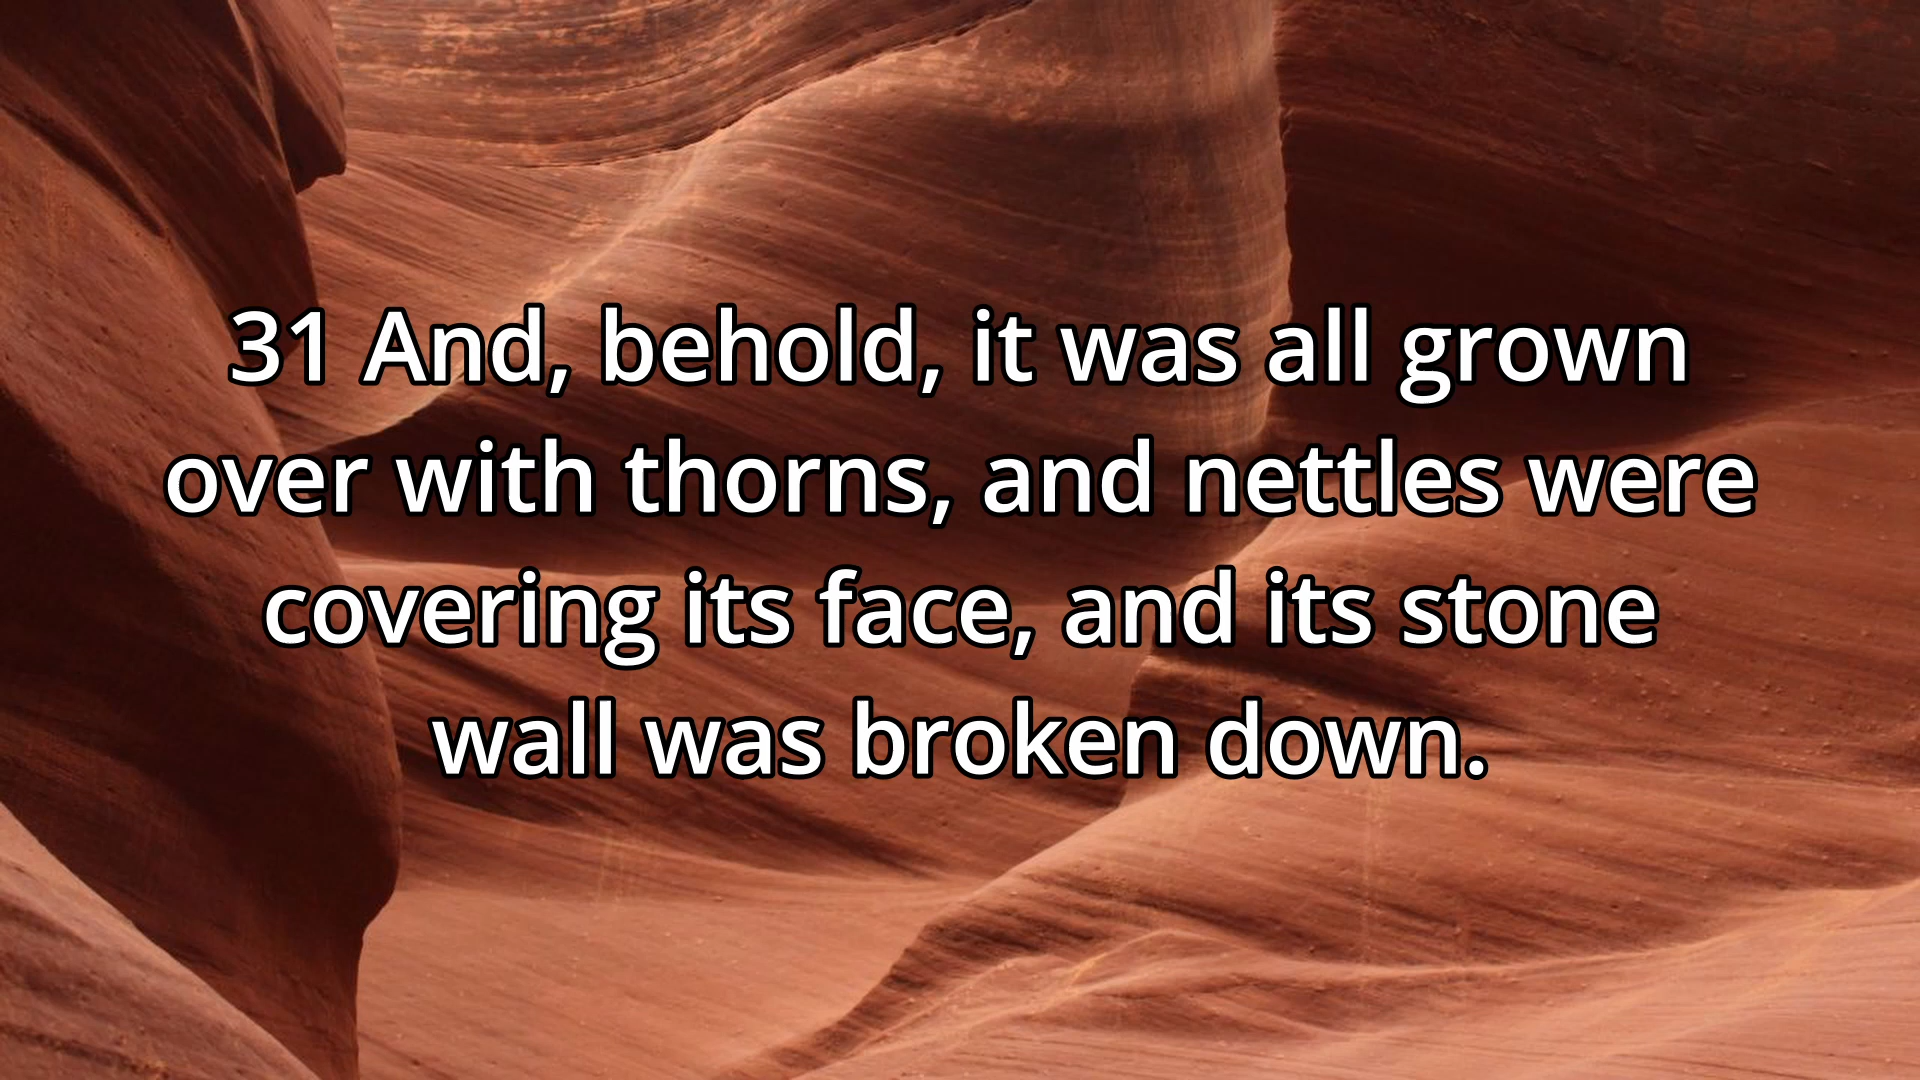 31 And, behold, it was all grown
over with thorns, and nettles were
covering its face, and its stone
wall was broken down.